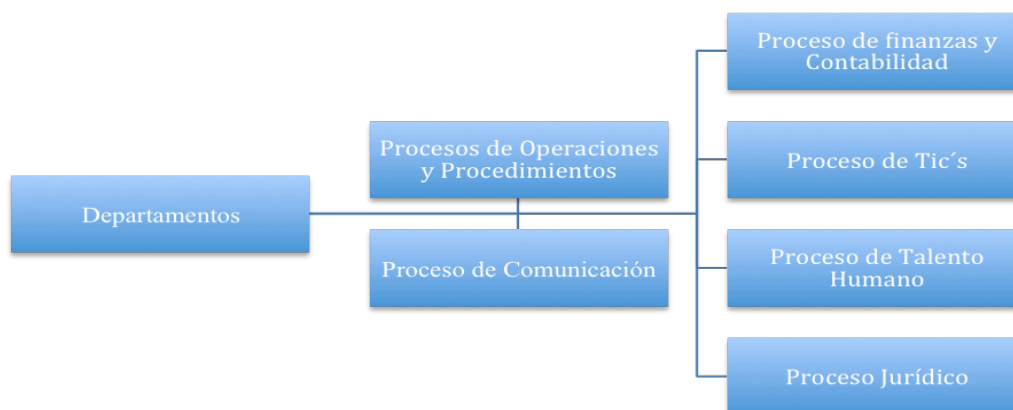 Departamentos
Procesos de Operaciones
y Procedimientos
Proceso de Comunicación
Proceso de finanzas y
Contabilidad
Proceso de Tic´s
Proceso de Talento
Humano
Proceso Jurídico